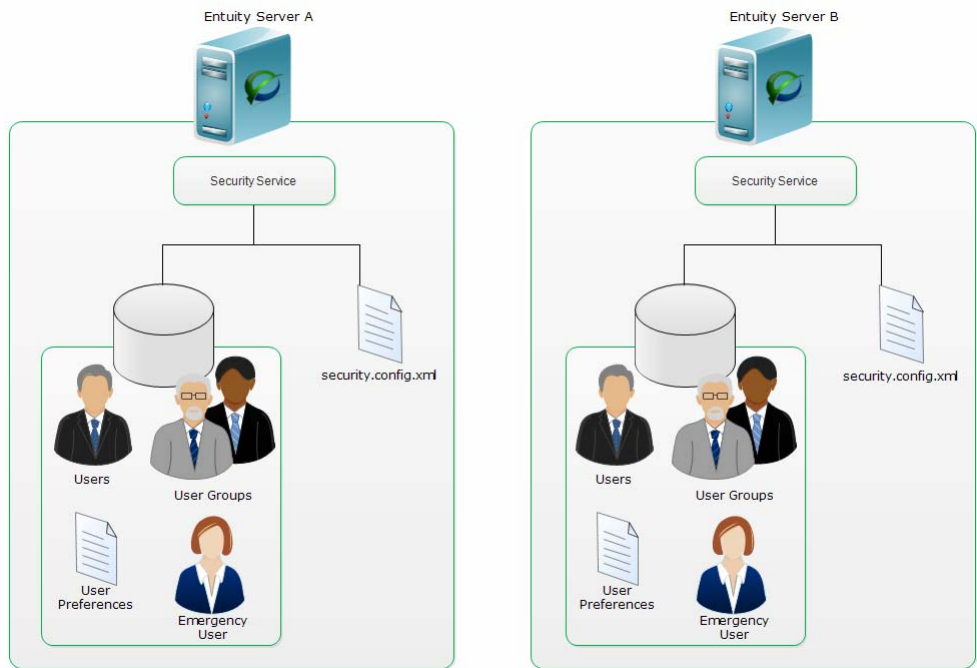 Entuity Server A
Security Service
security.config.xml
Users
User Groups
User
Preferences
Emergency
User
Entuity Server B
Security Service
security.config.xml
Users
User Groups
User
Preferences
Emergency
User